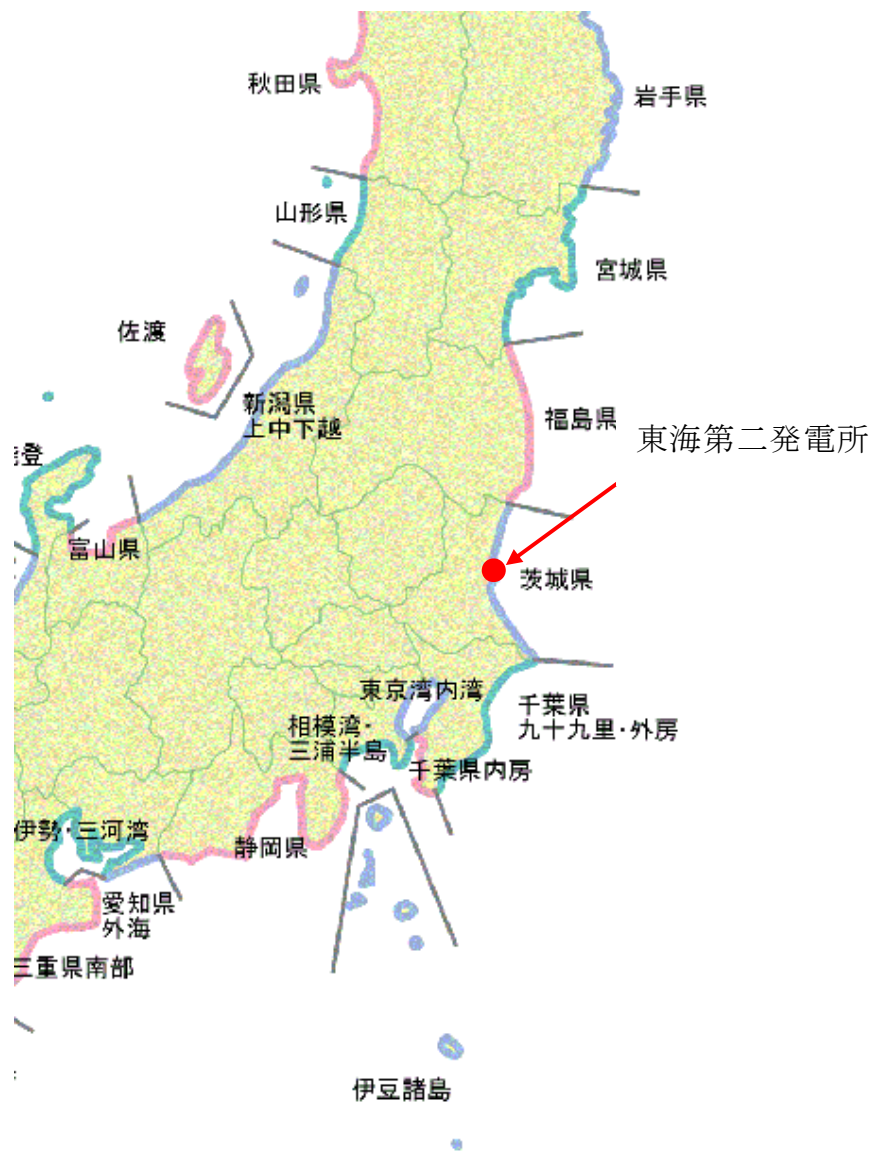 秋田県
岩手県
山形県
宮城県
佐渡
新潟県
上中下越
福島県
東海第二発電所
登
富山県
茨城県
東京湾内湾
千葉県
九十九里・外房
相模湾・
三浦半島
千葉県内房
伊勢・三河湾
静岡県
愛知県
外海
三重県南部
伊豆諸島